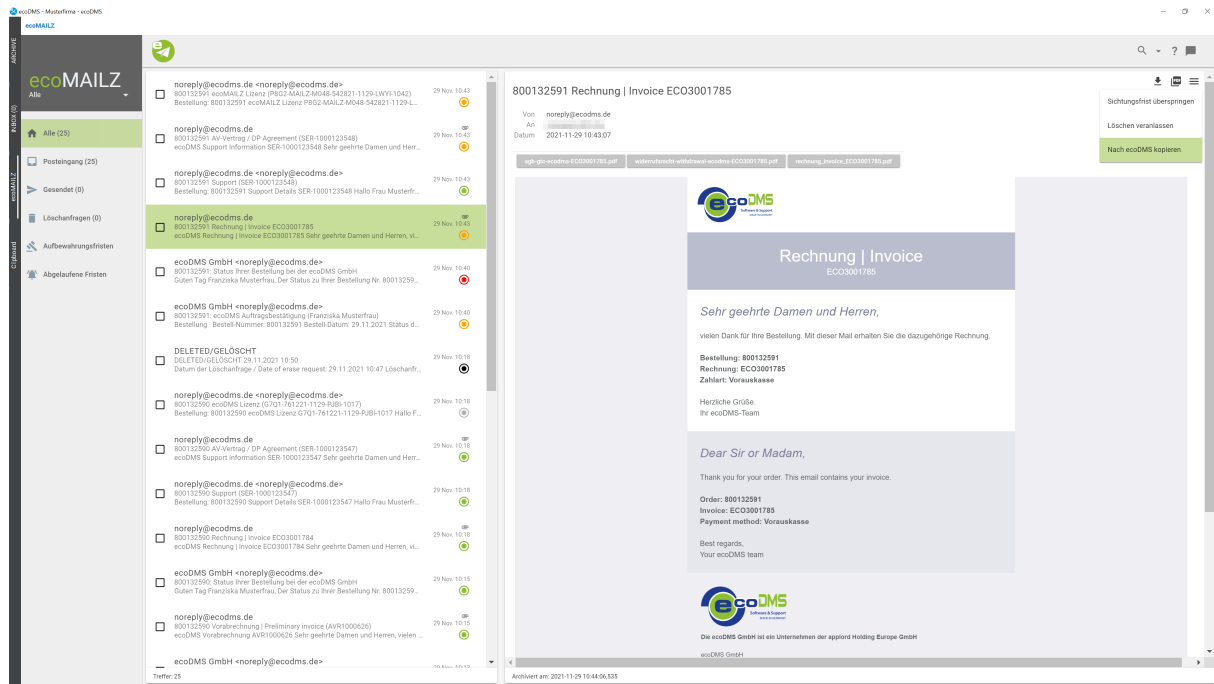 ecoDMS - Musterfirma - ecoDMS
ecoMAILZ
ARCHIVE
INBOX (0)
ecoMAILZ
Clipboard
ecoMAILZ
Alle
Alle (25)
Posteingang (25)
Gesendet (0)
Löschanfragen (0)
Aufbewahrungsfristen
Abgelaufene Fristen
noreply@ecodms.de <noreply@ecodms.de>
800132591 ecoMAILZ Lizenz (P8G2-MAILZ-M048-542821-1129-LWYI-1042)
29 Nov. 10:43
Bestellung: 800132591 ecoMAILZ Lizenz P8G2-MAILZ-M048-542821-1129-L...
noreply@ecodms.de
800132591 AV-Vertrag / DP Agreement (SER-1000123548)
29 Nov. 10:43
ecoDMS Support Information SER-1000123548 Sehr geehrte Damen und Herr...
noreply@ecodms.de <noreply@ecodms.de>
800132591 Support (SER-1000123548)
29 Nov. 10:43
Bestellung: 800132591 Support Details SER-1000123548 Hallo Frau Musterfr...
noreply@ecodms.de
800132591 Rechnung | Invoice ECO3001785
29 Nov. 10:43
ecoDMS Rechnung | Invoice ECO3001785 Sehr geehrte Damen und Herren, vi...
ecoDMS GmbH <noreply@ecodms.de>
800132591: Status Ihrer Bestellung bei der ecoDMS GmbH
29 Nov. 10:40
Guten Tag Franziska Musterfrau, Der Status zu Ihrer Bestellung Nr. 80013259...
ecoDMS GmbH <noreply@ecodms.de>
800132591: ecoDMS Auftragsbestätigung (Franziska Musterfrau)
29 Nov. 10:40
Bestellung Bestell-Nummer: 800132591 Bestell-Datum: 29.11.2021 Status d...
DELETED/GELÖSCHT
DELETED/GELÖSCHT 29.11.2021 10:50
29 Nov. 10:18
Datum der Löschanfrage / Date of erase request: 29.11.2021 10:47 Löschanfr...
noreply@ecodms.de <noreply@ecodms.de>
800132590 ecoDMS Lizenz (G7Q1-761221-1129-PJBI-1017)
29 Nov. 10:18
Bestellung: 800132590 ecoDMS Lizenz G7Q1-761221-1129-PJBI-1017 Hallo F...
noreply@ecodms.de
800132590 AV-Vertrag / DP Agreement (SER-1000123547)
29 Nov. 10:18
ecoDMS Support Information SER-1000123547 Sehr geehrte Damen und Herr...
noreply@ecodms.de <noreply@ecodms.de>
800132590 Support (SER-1000123547)
29 Nov. 10:18
Bestellung: 800132590 Support Details SER-1000123547 Hallo Frau Musterfr...
noreply@ecodms.de
800132590 Rechnung | Invoice ECO3001784
29 Nov. 10:18
ecoDMS Rechnung | Invoice ECO3001784 Sehr geehrte Damen und Herren, vi...
ecoDMS GmbH <noreply@ecodms.de>
800132590: Status Ihrer Bestellung bei der ecoDMS GmbH
29 Nov. 10:15
Guten Tag Franziska Musterfrau, Der Status zu Ihrer Bestellung Nr. 80013259...
noreply@ecodms.de
800132590 Vorabrechnung | Preliminary invoice (AVR1000626)
29 Nov. 10:15
ecoDMS Vorabrechnung AVR1000626 Sehr geehrte Damen und Herren, vielen ...
ecoDMS GmbH <noreply@ecodms.de>
29 Nov. 10:13
Treffer: 25
800132591 Rechnung | Invoice ECO3001785
Von noreply@ecodms.de
An
Datum 2021-11-29 10:43:07
Sichtungsfrist überspringen
Löschen veranlassen
Nach ecoDMS kopieren
agb-gtc-ecodms-ECO3001785.pdf
widerrufsrecht-withdrawal-ecodms-ECO3001785.pdf
rechnung_invoice_ECO3001785.pdf
ecoDMS
Software & Support
MADE IN GERMANY
Rechnung | Invoice
ECO3001785
Sehr geehrte Damen und Herren,
vielen Dank für Ihre Bestellung. Mit dieser Mail erhalten Sie die dazugehörige Rechnung.
Bestellung: 800132591
Rechnung: ECO3001785
Zahlart: Vorauskasse
Herzliche Grüße.
Ihr ecoDMS-Team
Dear Sir or Madam,
Thank you for your order. This email contains your invoice.
Order: 800132591
Invoice: ECO3001785
Payment method: Vorauskasse
Best regards,
Your ecoDMS team
ecoDMS
Software & Support
MADE IN GERMANY
Die ecoDMS GmbH ist ein Unternehmen der applord Holding Europe GmbH
ecoDMS GmbH
Archiviert am: 2021-11-29 10:44:06,535